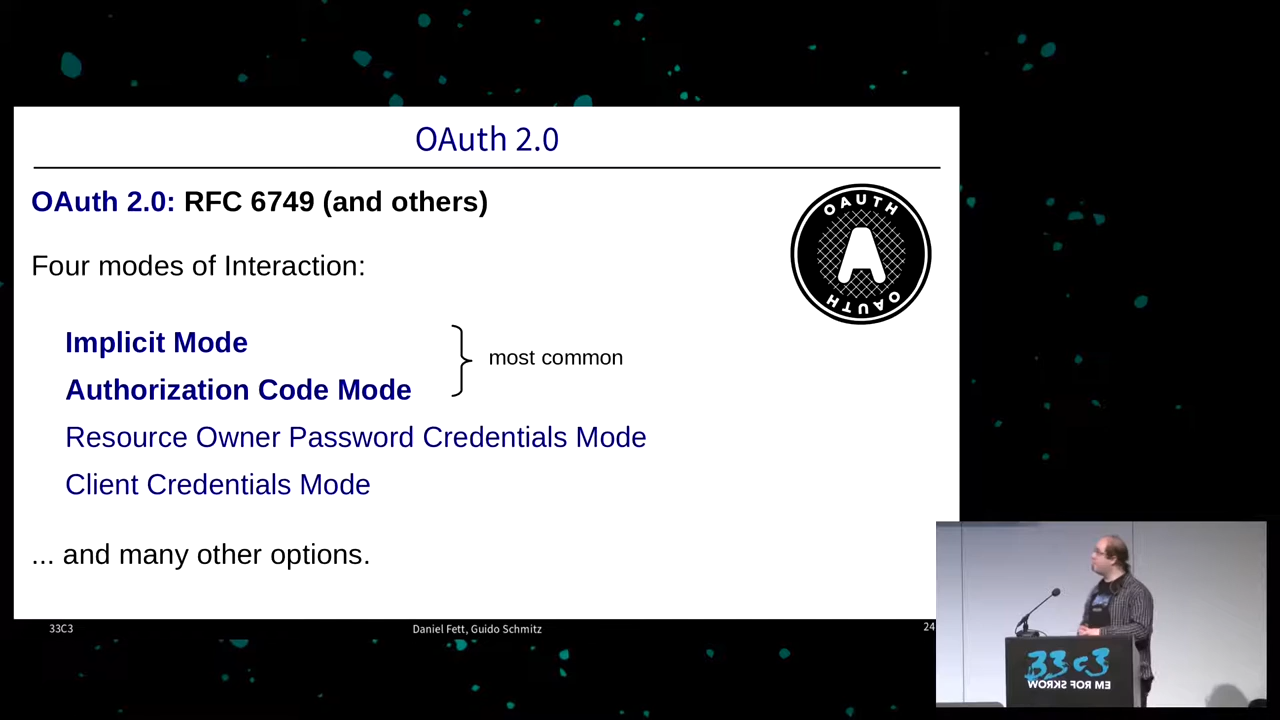 OAuth 2.0
OAuth 2.0: RFC 6749 (and others)
OAUTH
A
OAUTH
Four modes of Interaction:
Implicit Mode
Authorization Code Mode
most common
Resource Owner Password Credentials Mode
Client Credentials Mode
... and many other options.
33C3
Daniel Fett, Guido Schmitz
24
33c3
WORKS FOR ME